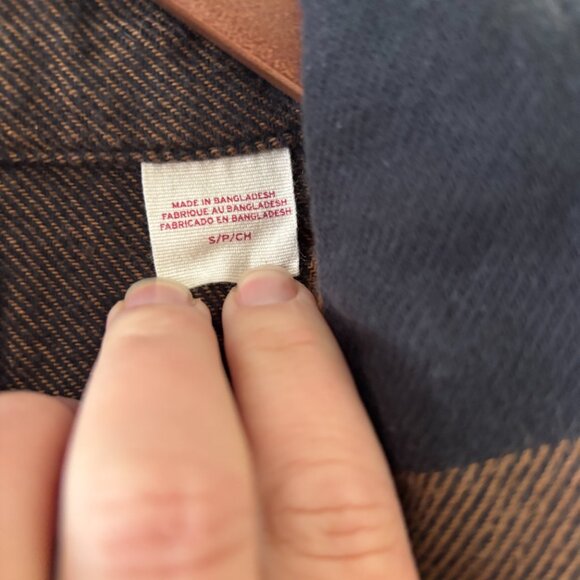 MADE IN BANGLADESH
FABRIQUE AU BANGLADESH
FABRICADO EN BANGLADESH
S/P/CH